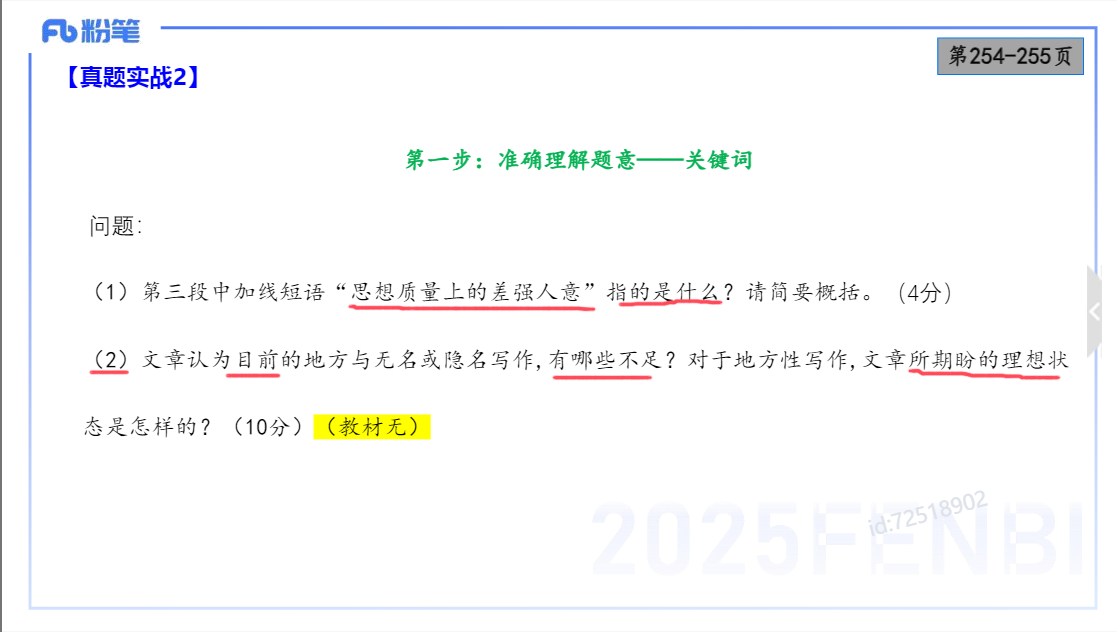 粉笔
第254-255页
【真题实战2】
第一步：准确理解题意——关键词
问题：
（1）第三段中加线短语“思想质量上的差强人意”指的是什么？请简要概括。（4分）
（2）文章认为目前的地方与无名或隐名写作,有哪些不足？对于地方性写作,文章所期盼的理想状
态是怎样的？（10分）（教材无）
id:72518902
2025FENBI